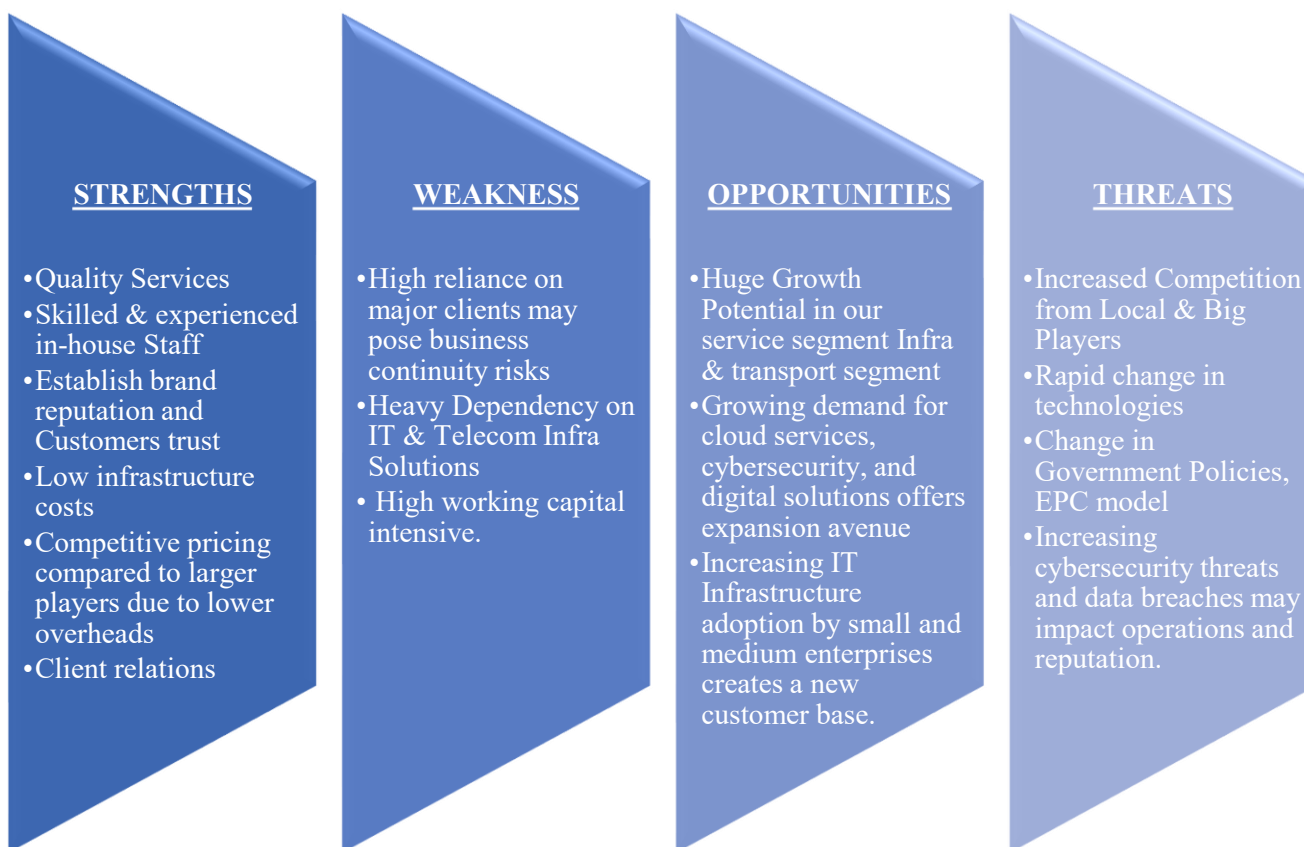 STRENGTHS
•Quality Services
•Skilled & experienced
in-house Staff
•Establish brand
reputation and
Customers trust
•Low infrastructure
costs
•Competitive pricing
compared to larger
players due to lower
overheads
•Client relations
WEAKNESS
•High reliance on
major clients may
pose business
continuity risks
•Heavy Dependency on
IT & Telecom Infra
Solutions
• High working capital
intensive.
OPPORTUNITIES
•Huge Growth
Potential in our
service segment Infra
& transport segment
•Growing demand for
cloud services,
cybersecurity, and
digital solutions offers
expansion avenue
•Increasing IT
Infrastructure
adoption by small and
medium enterprises
creates a new
customer base.
THREATS
•Increased Competition
from Local & Big
Players
•Rapid change in
technologies
•Change in
Government Policies,
EPC model
•Increasing
cybersecurity threats
and data breaches may
impact operations and
reputation.